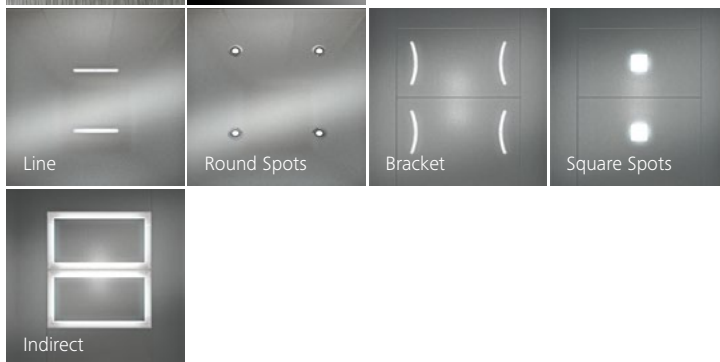 Line
Round Spots
Bracket
Square Spots
Indirect